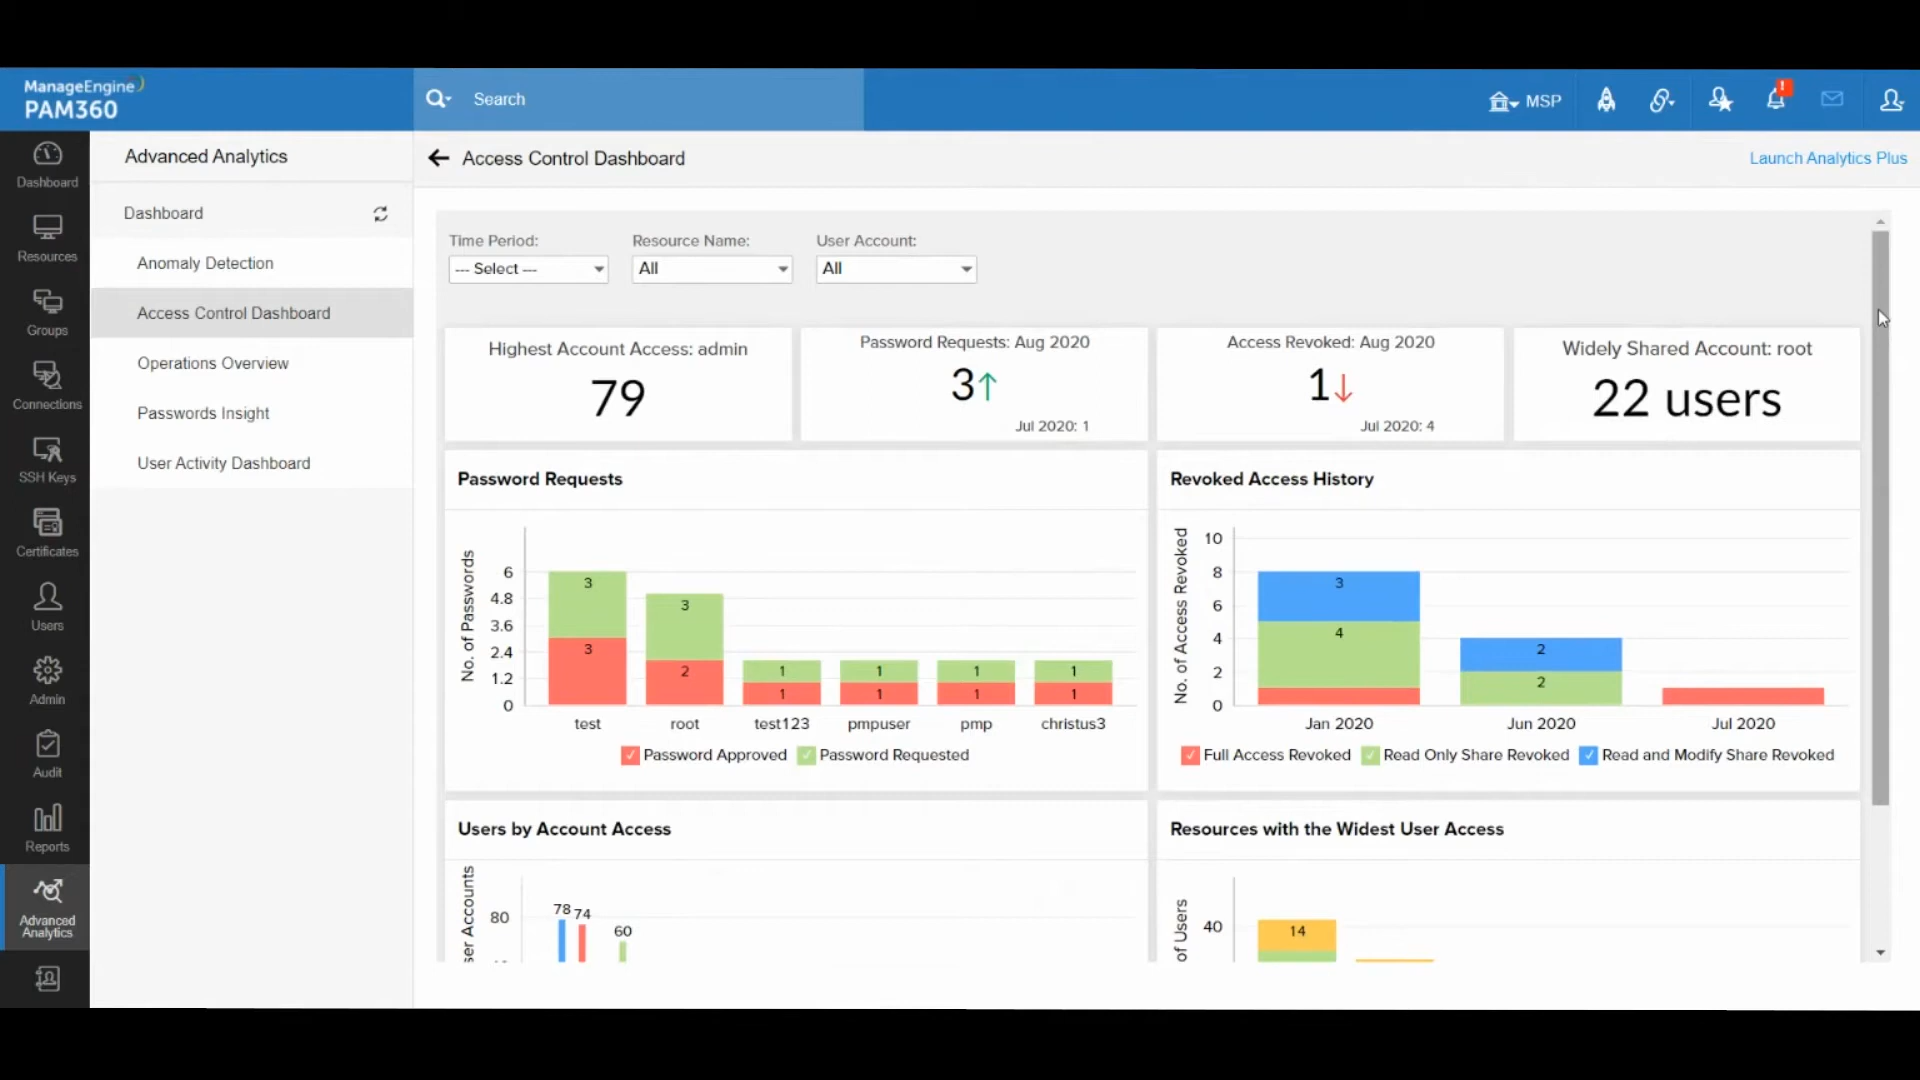 ManageEngine
PAM360
Search
MSP
!
Dashboard
Resources
Groups
Connections
SSH Keys
Certificates
Users
Admin
Audit
Reports
Advanced
Analytics
Advanced Analytics
Dashboard
Anomaly Detection
Access Control Dashboard
Operations Overview
Passwords Insight
User Activity Dashboard
Access Control Dashboard
Launch Analytics Plus
Time Period: Resource Name: User Account:
--- Select --- All All
Highest Account Access: admin
79
Password Requests: Aug 2020
3
Jul 2020: 1
Access Revoked: Aug 2020
1
Jul 2020: 4
Widely Shared Account: root
22 users
Password Requests
No. of Passwords
6
4.8
3.6
2.4
1.2
0
3 3 1 1 1 1
3 2 1 1 1 1
test root test123 pmpuser pmp christus3
Password Approved Password Requested
Revoked Access History
No. of Access Revoked
10
8
6
4
2
0
3
4
2
2
Jan 2020 Jun 2020 Jul 2020
Full Access Revoked Read Only Share Revoked Read and Modify Share Revoked
Users by Account Access
ser Accounts
80
78 74 60
Resources with the Widest User Access
of Users
40
14